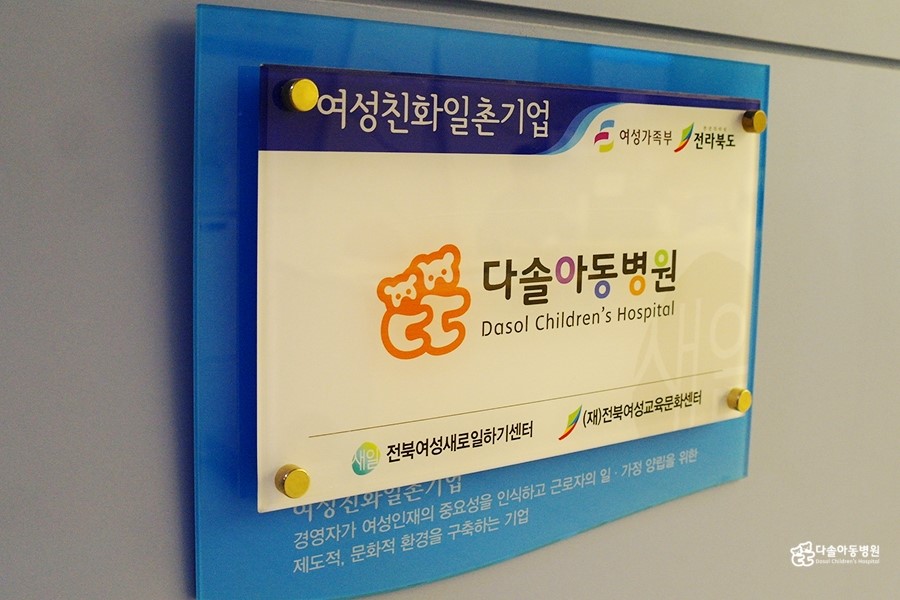 여성친화일촌기업
여성가족부 전라북도
다솔아동병원
Dasol Children's Hospital
새일
새일 전북여성새로일하기센터 (재)전북여성교육문화센터
여성친화일촌기업
경영자가 여성인재의 중요성을 인식하고 근로자의 일·가정 양립을 위한
제도적, 문화적 환경을 구축하는 기업
다솔아동병원
Dasol Children's Hospital